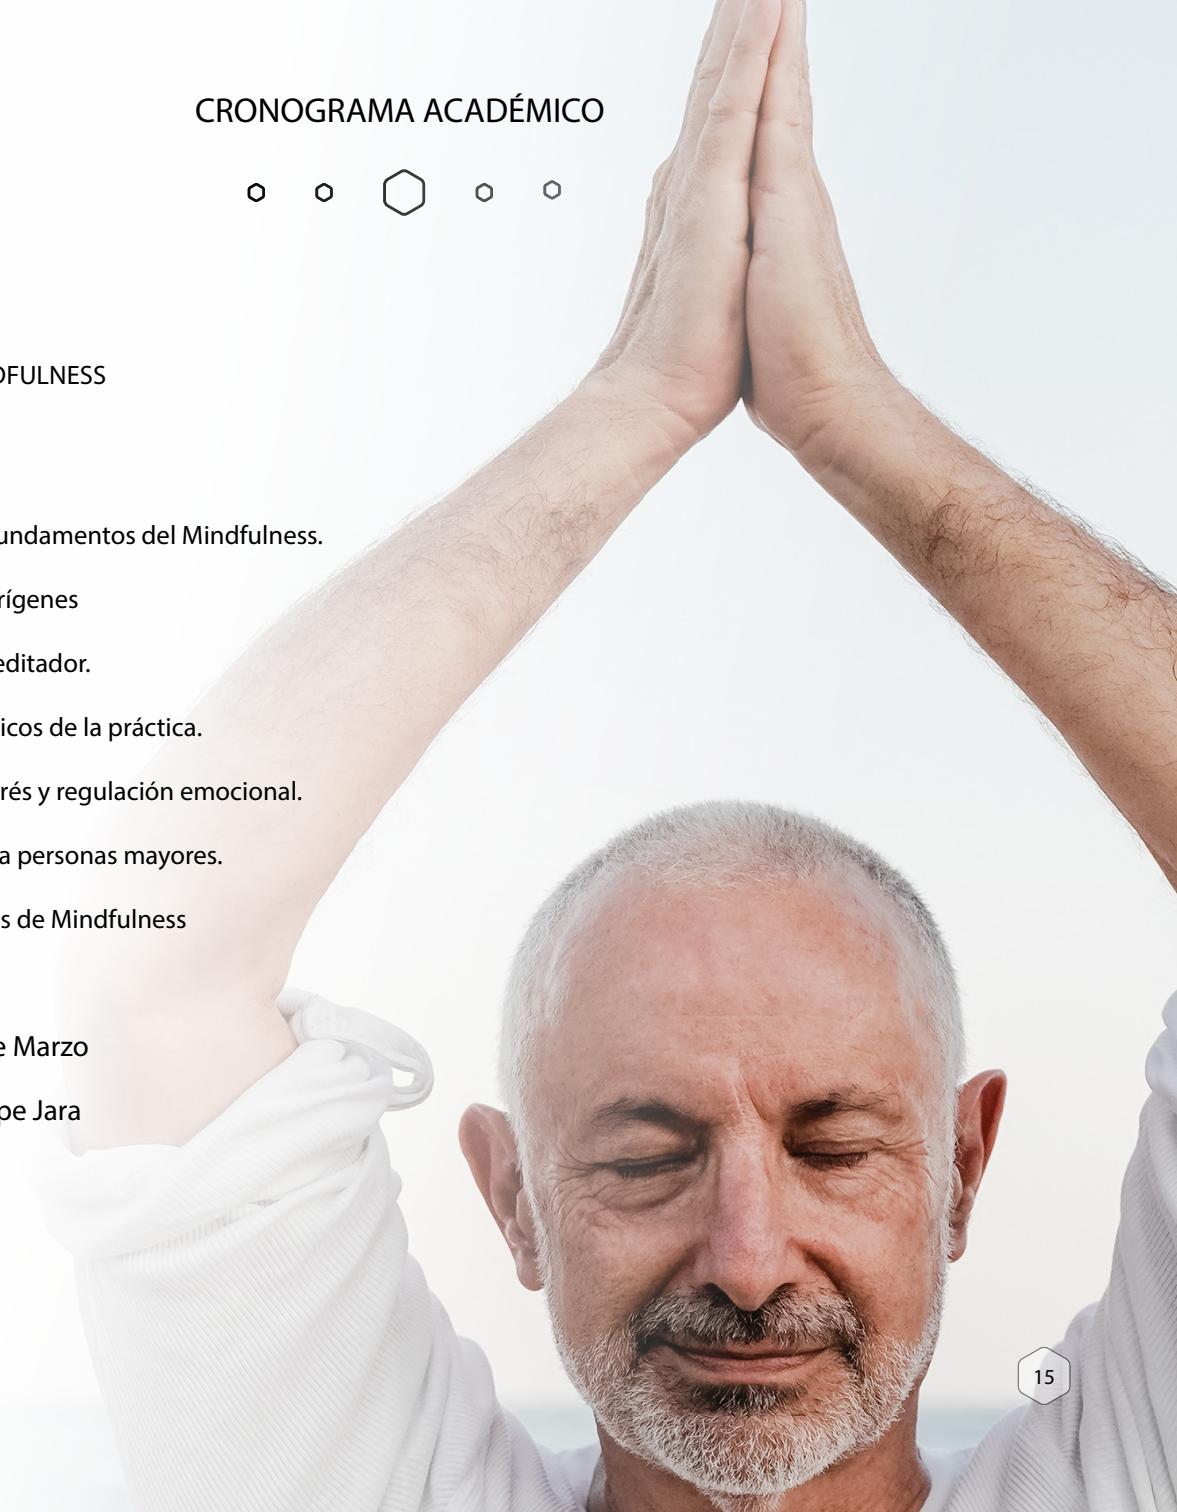 CRONOGRAMA ACADÉMICO
DFULNESS
undamentos del Mindfulness.
rígenes
editador.
icos de la práctica.
rés y regulación emocional.
a personas mayores.
s de Mindfulness
e Marzo
pe Jara
15